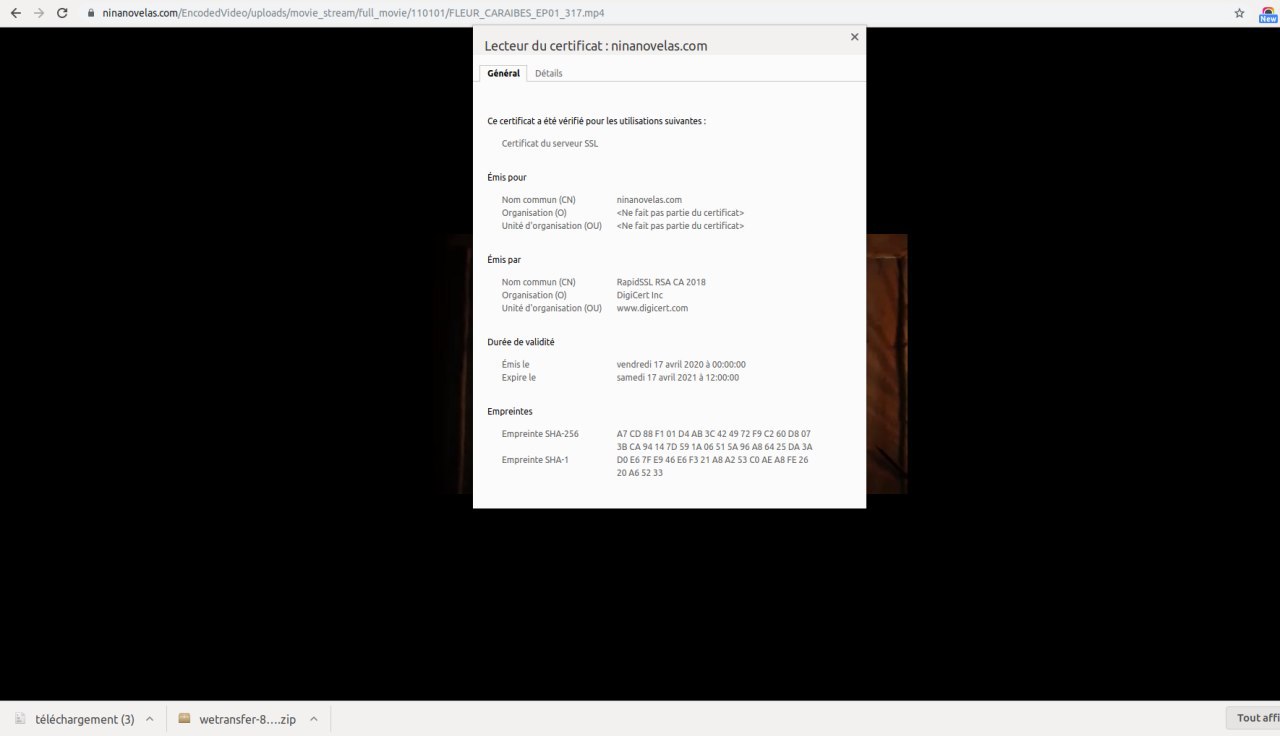 ninanovelas.com/EncodedVideo/uploads/movie_stream/full_movie/110101/FLEUR_CARAIBES_EP01_317.mp4
New
Lecteur du certificat : ninanovelas.com
Général Détails
Ce certificat a été vérifié pour les utilisations suivantes :
Certificat du serveur SSL
Émis pour
Nom commun (CN) ninanovelas.com
Organisation (O) <Ne fait pas partie du certificat>
Unité d'organisation (OU) <Ne fait pas partie du certificat>
Émis par
Nom commun (CN) RapidSSL RSA CA 2018
Organisation (O) DigiCert Inc
Unité d'organisation (OU) www.digicert.com
Durée de validité
Émis le vendredi 17 avril 2020 à 00:00:00
Expire le samedi 17 avril 2021 à 12:00:00
Empreintes
Empreinte SHA-256 A7 CD 88 F1 01 D4 AB 3C 42 49 72 F9 C2 60 D8 07
3B CA 94 14 7D 59 1A 06 51 5A 96 A8 64 25 DA 3A
Empreinte SHA-1 D0 E6 7F E9 46 E6 F3 21 A8 A2 53 C0 AE A8 FE 26
20 A6 52 33
téléchargement (3) wetransfer-8....zip Tout affi